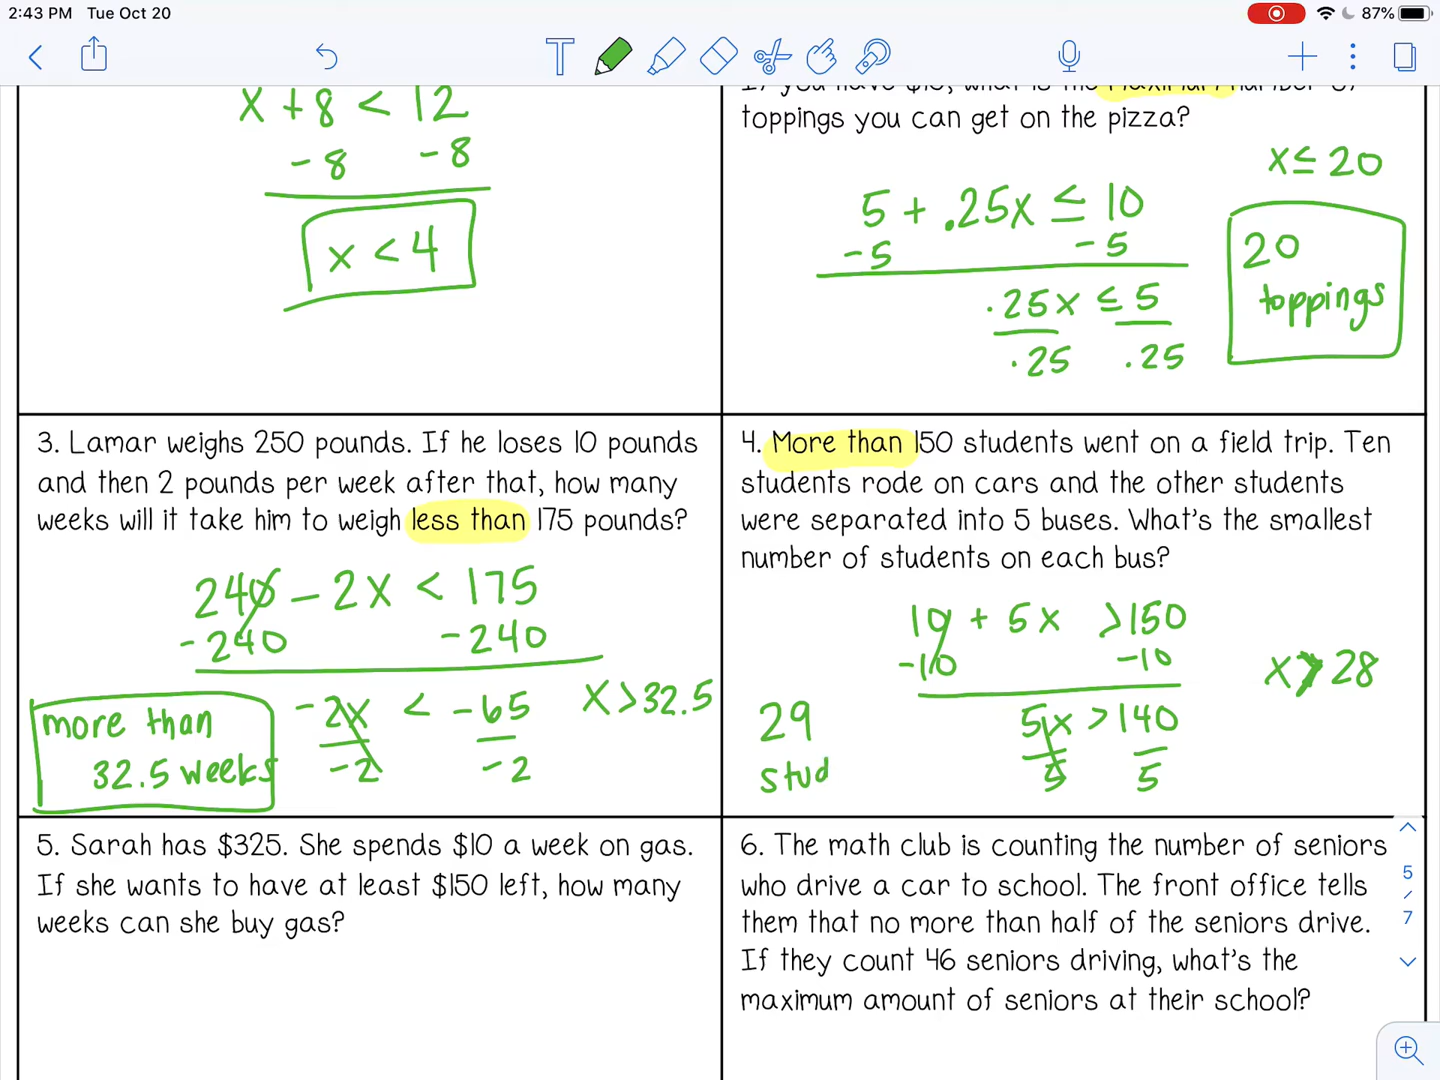 2:43 PM Tue Oct 20
87%
x + 8 < 12
- 8 - 8
x < 4
toppings you can get on the pizza?
x ≤ 20
5 + .25x ≤ 10
-5 -5
.25x ≤ 5
.25 .25
20
toppings
3. Lamar weighs 250 pounds. If he loses 10 pounds
and then 2 pounds per week after that, how many
weeks will it take him to weigh less than 175 pounds?
240 - 2x < 175
-240 -240
-2x < -65
-2 -2
x > 32.5
more than
32.5 weeks
4. More than 150 students went on a field trip. Ten
students rode on cars and the other students
were separated into 5 buses. What's the smallest
number of students on each bus?
10 + 5x > 150
-10 -10
5x > 140
5 5
x > 28
29
stud
5. Sarah has $325. She spends $10 a week on gas.
If she wants to have at least $150 left, how many
weeks can she buy gas?
6. The math club is counting the number of seniors
who drive a car to school. The front office tells
them that no more than half of the seniors drive.
If they count 46 seniors driving, what's the
maximum amount of seniors at their school?
5
/
7